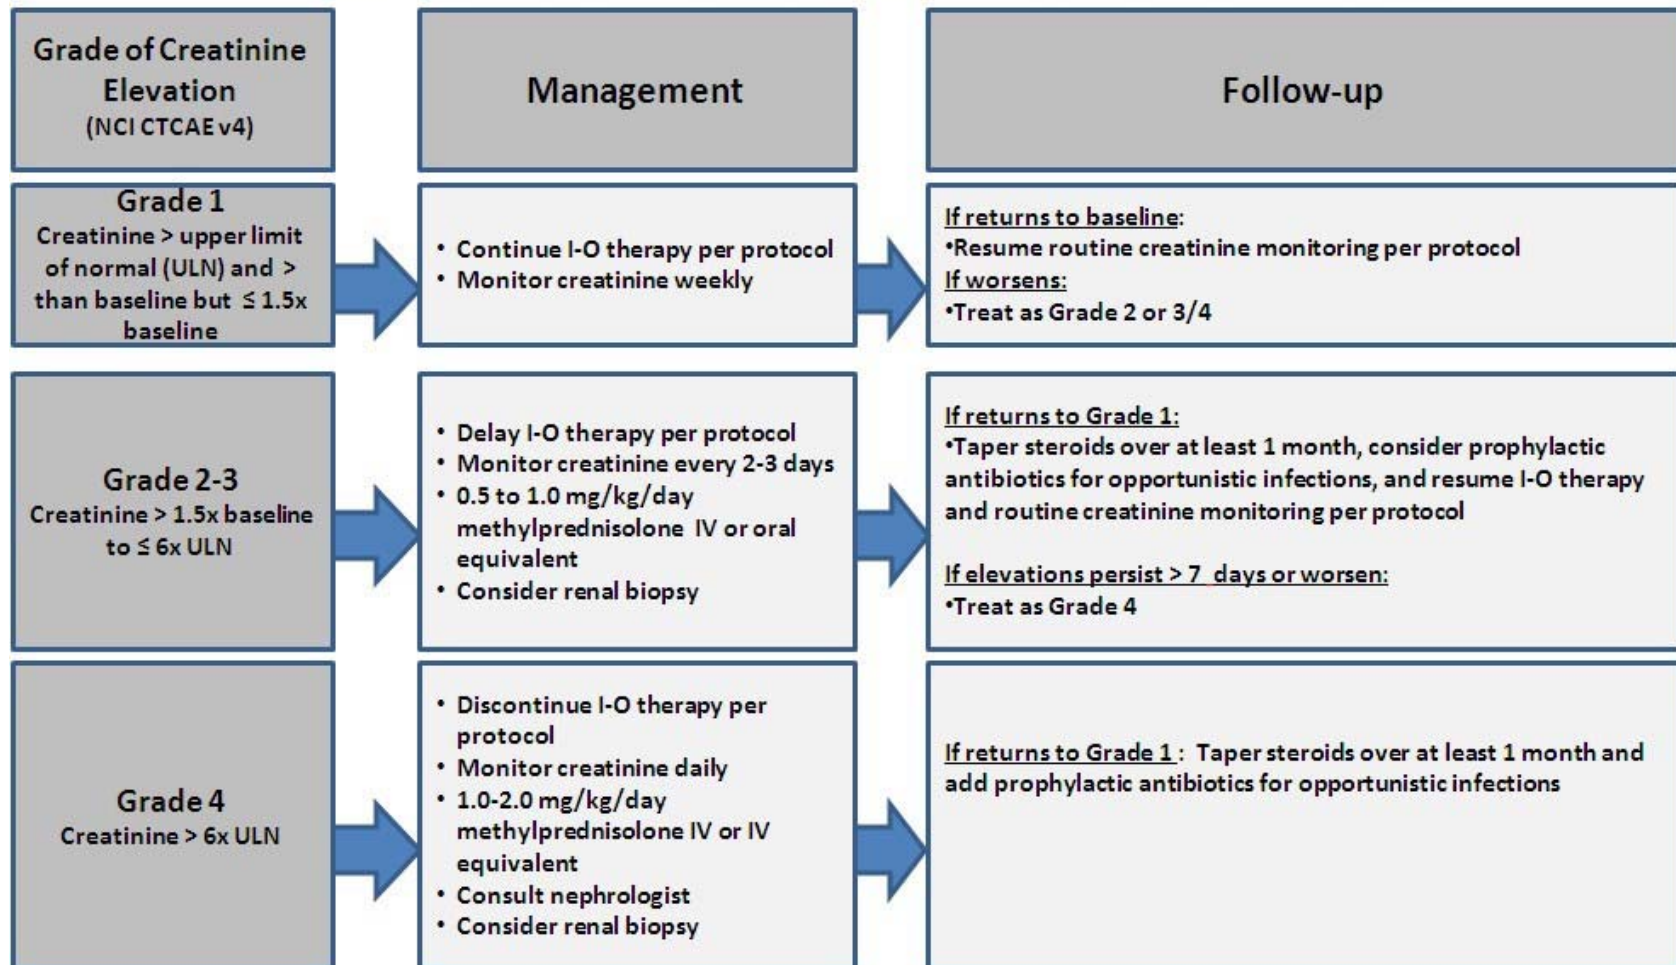 Grade of Creatinine
Elevation
(NCI CTCAE v4)
Management
Follow-up
Grade 1
Creatinine > upper limit
of normal (ULN) and >
than baseline but ≤ 1.5x
baseline
• Continue I-O therapy per protocol
• Monitor creatinine weekly
If returns to baseline:
•Resume routine creatinine monitoring per protocol
If worsens:
•Treat as Grade 2 or 3/4
Grade 2-3
Creatinine > 1.5x baseline
to ≤ 6x ULN
• Delay I-O therapy per protocol
• Monitor creatinine every 2-3 days
• 0.5 to 1.0 mg/kg/day
methylprednisolone IV or oral
equivalent
• Consider renal biopsy
If returns to Grade 1:
•Taper steroids over at least 1 month, consider prophylactic
antibiotics for opportunistic infections, and resume I-O therapy
and routine creatinine monitoring per protocol
If elevations persist > 7 days or worsen:
•Treat as Grade 4
Grade 4
Creatinine > 6x ULN
• Discontinue I-O therapy per
protocol
• Monitor creatinine daily
• 1.0-2.0 mg/kg/day
methylprednisolone IV or IV
equivalent
• Consult nephrologist
• Consider renal biopsy
If returns to Grade 1 : Taper steroids over at least 1 month and
add prophylactic antibiotics for opportunistic infections